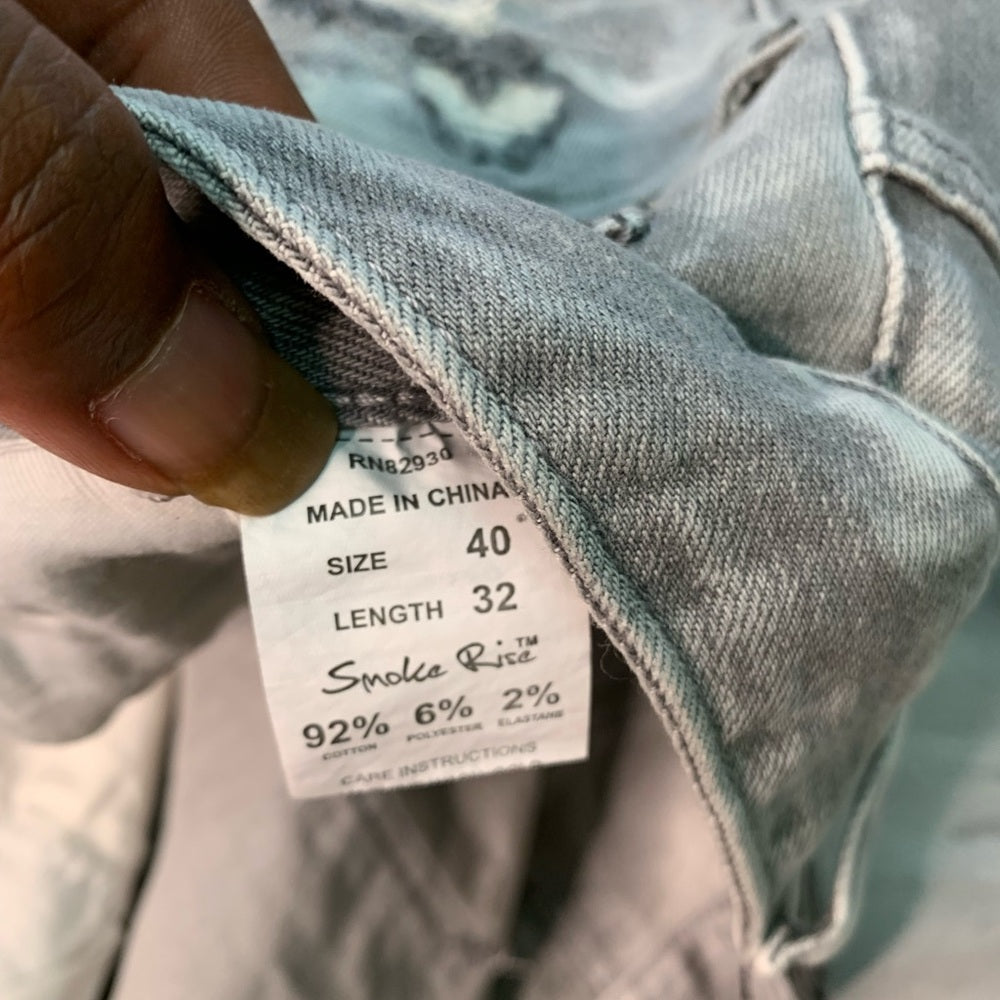 RN82930
MADE IN CHINA
SIZE 40
LENGTH 32
Smoke Rise™
92% 6% 2%
COTTON POLYESTER ELASTANE
CARE INSTRUCTIONS